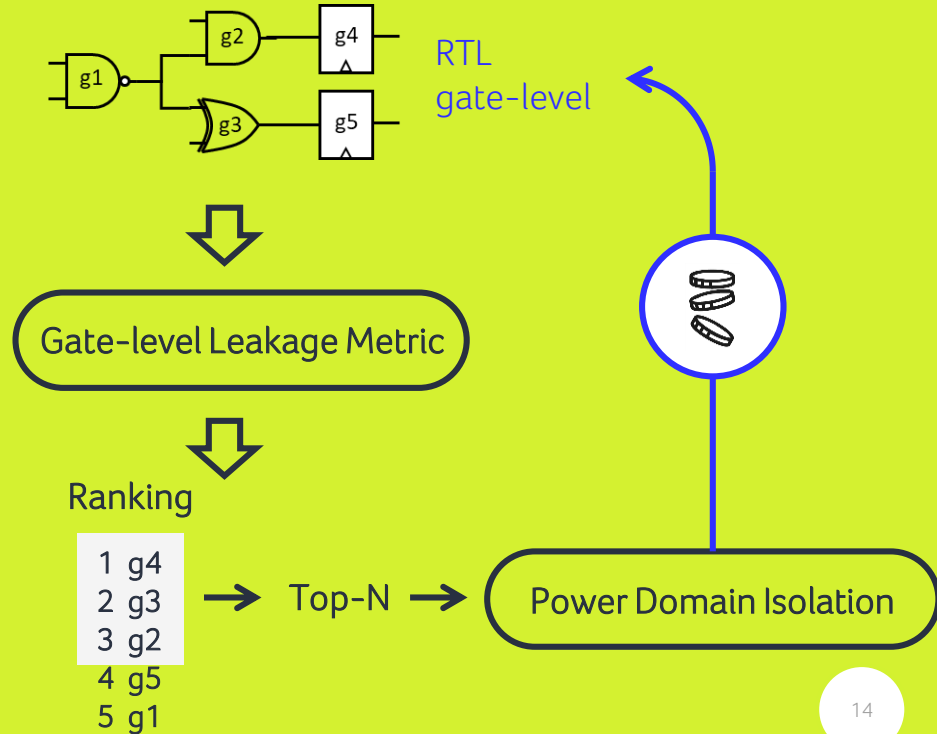 g1
g2
g3
g4
g5
RTL
gate-level
Gate-level Leakage Metric
Ranking
1 g4
2 g3
3 g2
4 g5
5 g1
Top-N
Power Domain Isolation
14